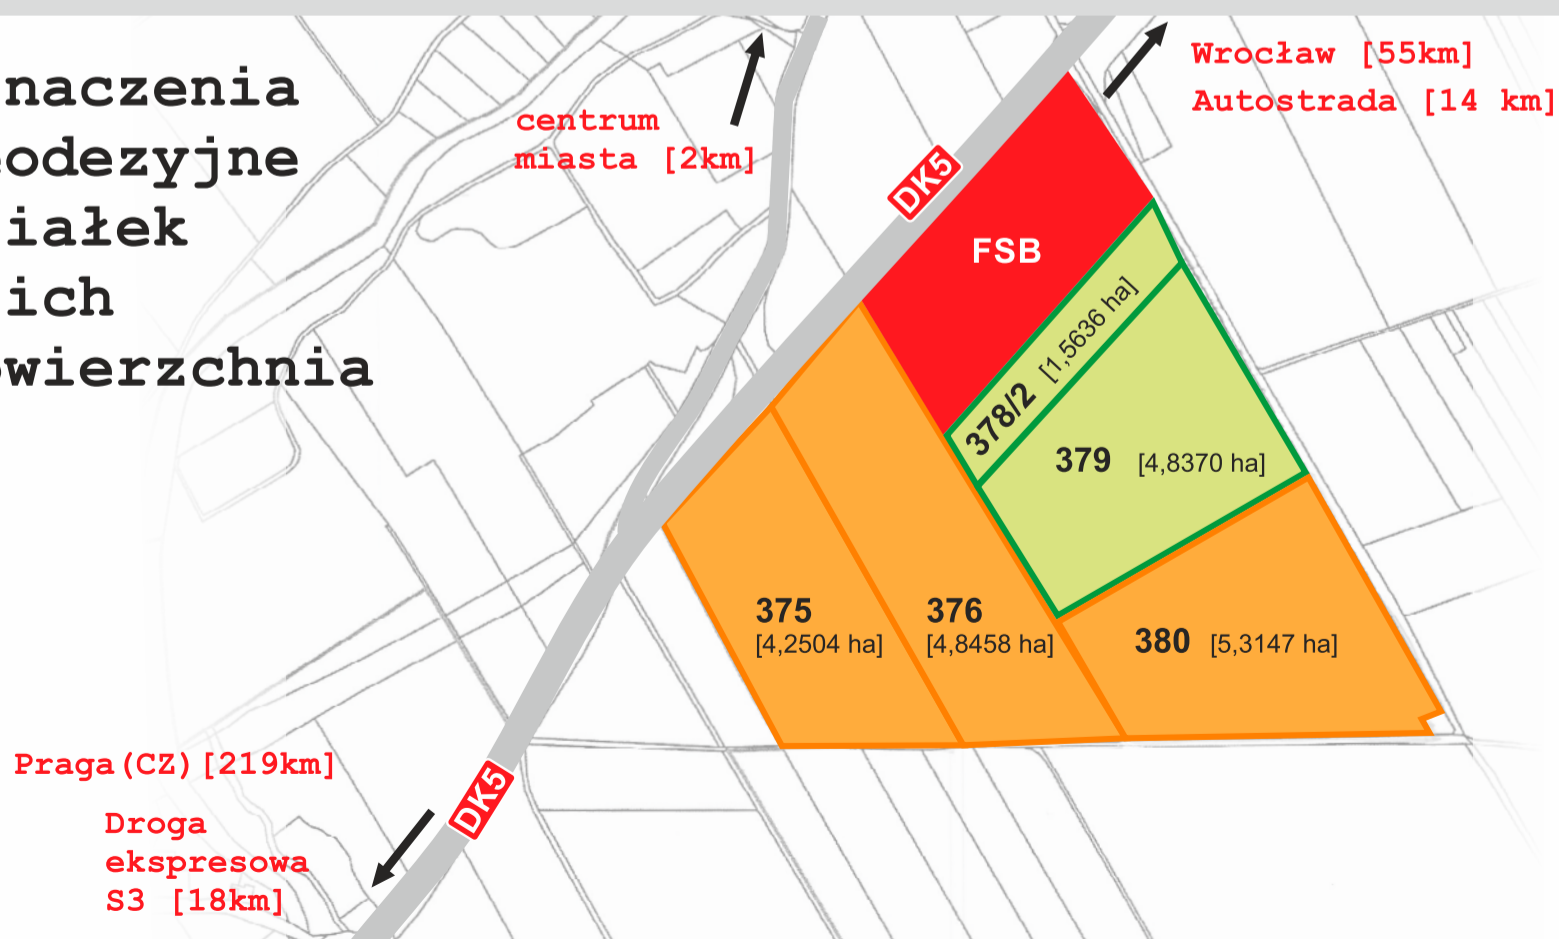 naczenia
odezyjne
iałek
ich
wierzchnia
centrum
miasta [2km]
Wrocław [55km]
Autostrada [14 km]
DK5
FSB
378/2 [1,5636 ha]
379 [4,8370 ha]
375
[4,2504 ha]
376
[4,8458 ha]
380 [5,3147 ha]
Praga(CZ)[219km]
DK5
Droga
ekspresowa
S3 [18km]